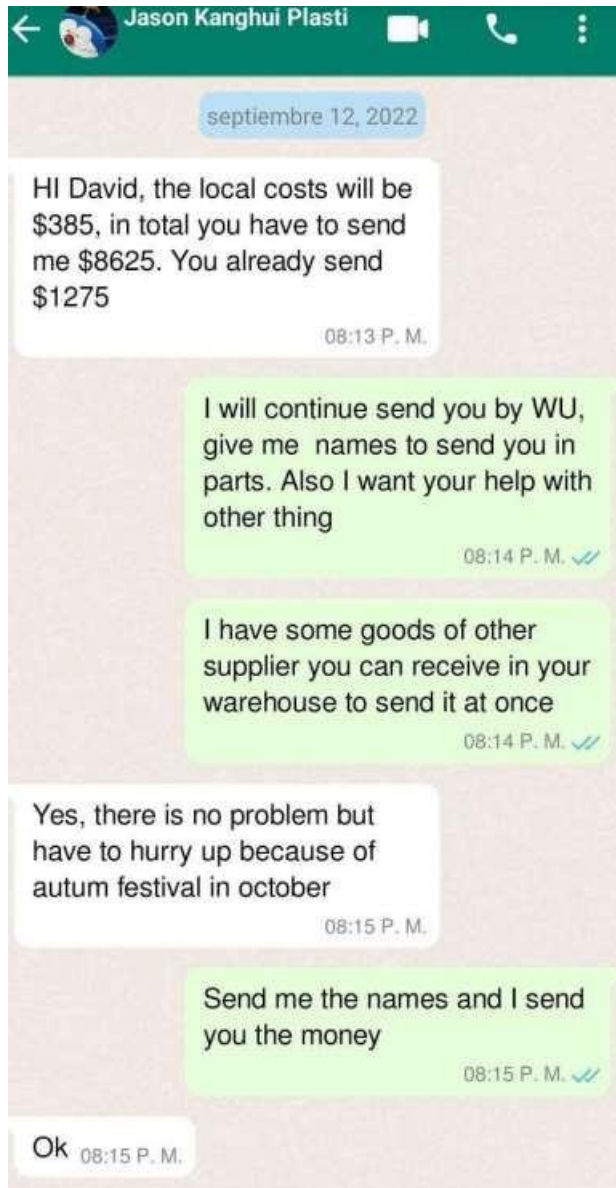 Jason Kanghui Plasti
septiembre 12, 2022
HI David, the local costs will be
$385, in total you have to send
me $8625. You already send
$1275
08:13 P. M.
I will continue send you by WU,
give me names to send you in
parts. Also I want your help with
other thing
08:14 P. M.
I have some goods of other
supplier you can receive in your
warehouse to send it at once
08:14 P. M.
Yes, there is no problem but
have to hurry up because of
autum festival in october
08:15 P. M.
Send me the names and I send
you the money
08:15 P. M.
Ok 08:15 P. M.